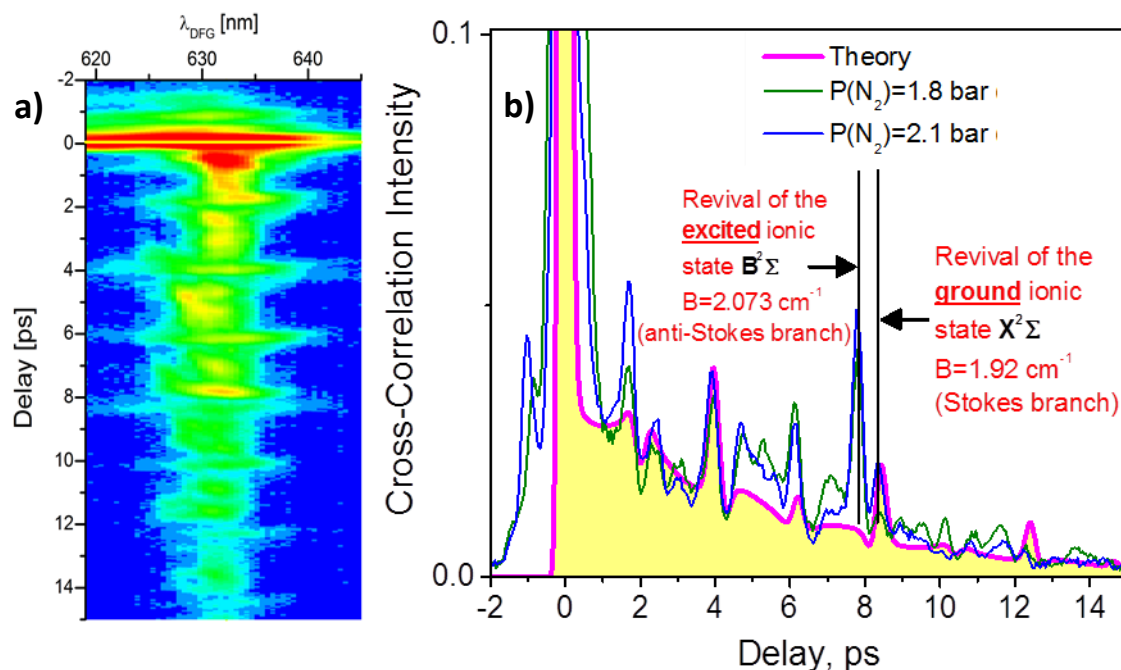 λDFG [nm]
620 630 640
a)
-2
0
2
4
6
8
10
12
14
Delay [ps]
b)
Cross-Correlation Intensity
0.1
0.0
Theory
P(N2)=1.8 bar
P(N2)=2.1 bar
Revival of the
excited ionic
state B²Σ
B=2.073 cm⁻¹
(anti-Stokes branch)
Revival of the
ground ionic
state X²Σ
B=1.92 cm⁻¹
(Stokes branch)
-2 0 2 4 6 8 10 12 14
Delay, ps